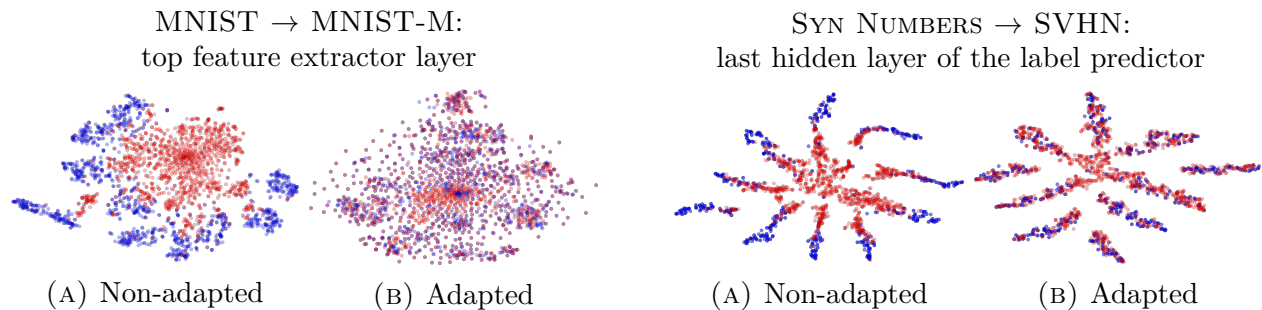 MNIST → MNIST-M:
top feature extractor layer
(A) Non-adapted
(B) Adapted
SYN NUMBERS → SVHN:
last hidden layer of the label predictor
(A) Non-adapted
(B) Adapted